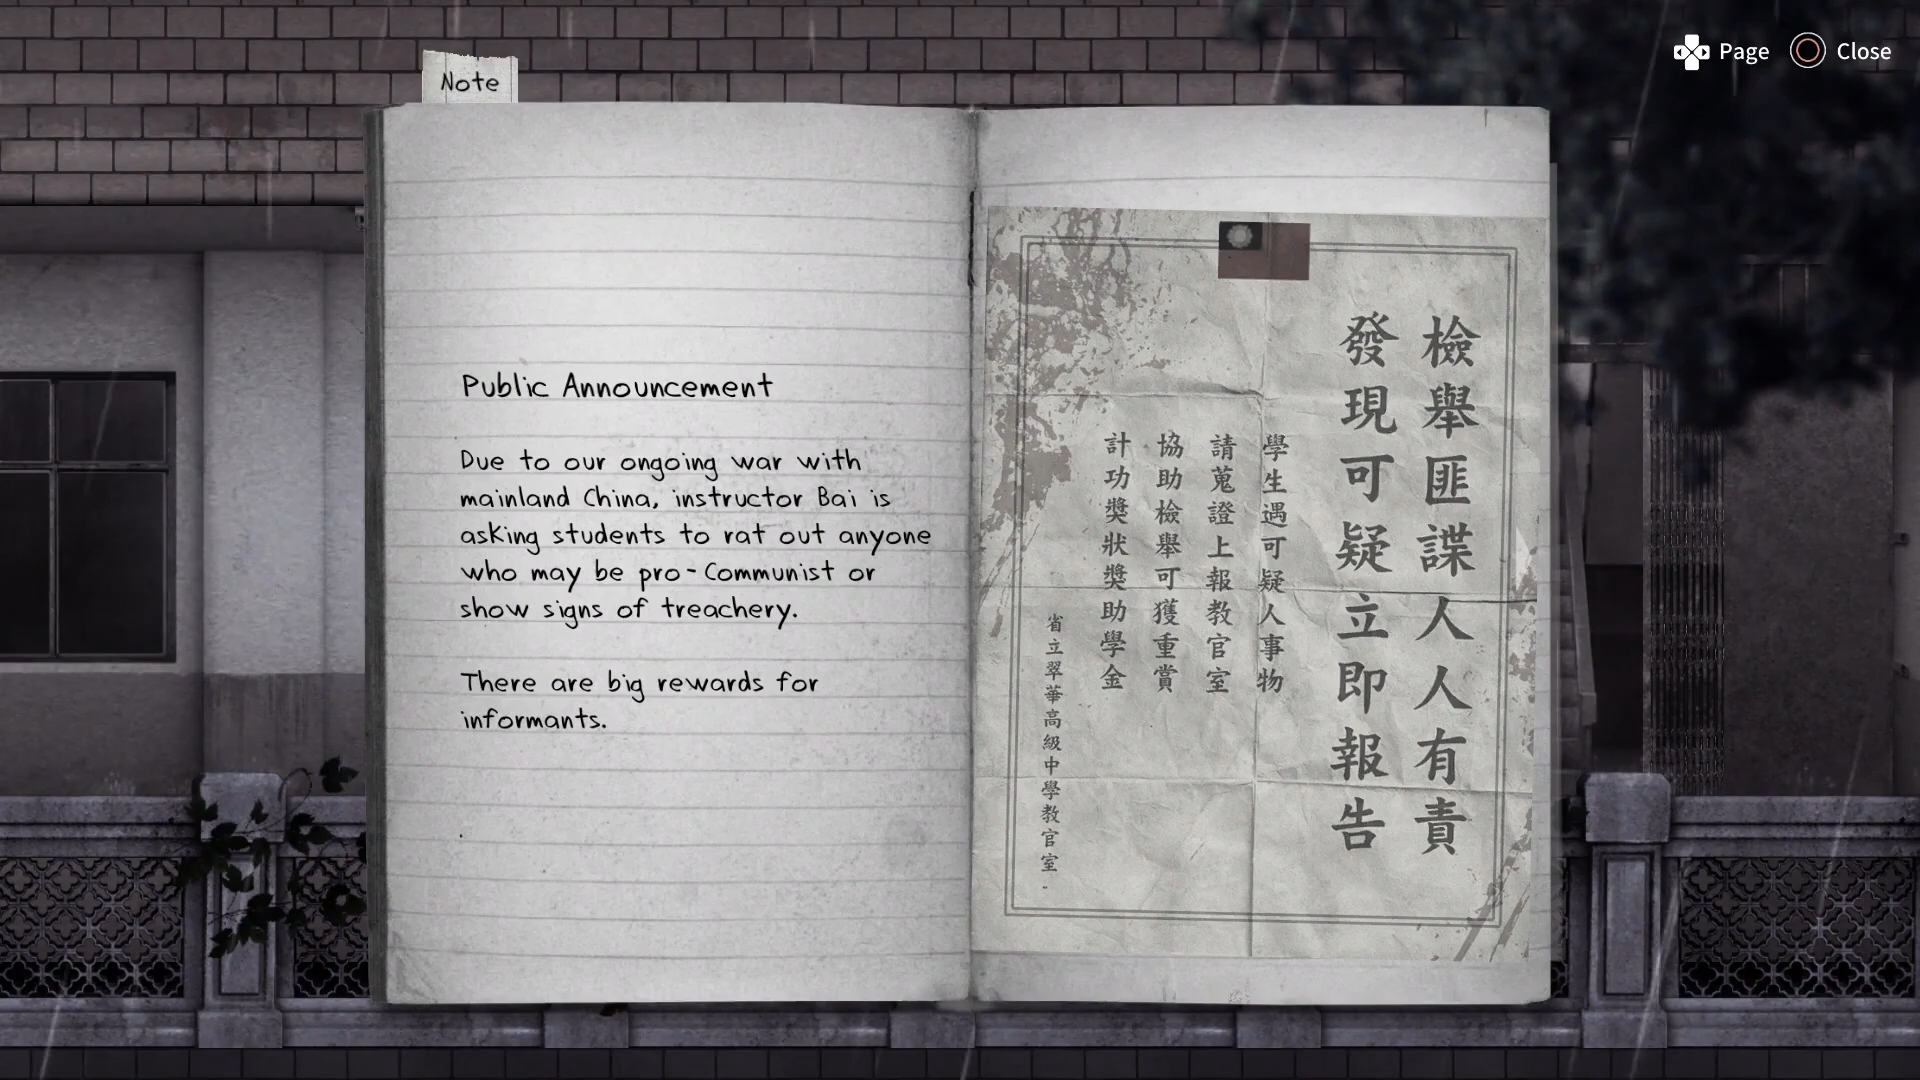 Page
Close
Note
Public Announcement
Due to our ongoing war with
mainland China, instructor Bai is
asking students to rat out anyone
who may be pro-Communist or
show signs of treachery.
There are big rewards for
informants.
檢舉匪諜人人有責
發現可疑立即報告
學生遇可疑人事物
請蒐證上報教官室
協助檢舉可獲重賞
計功獎狀獎助學金
省立翠華高級中學教官室.